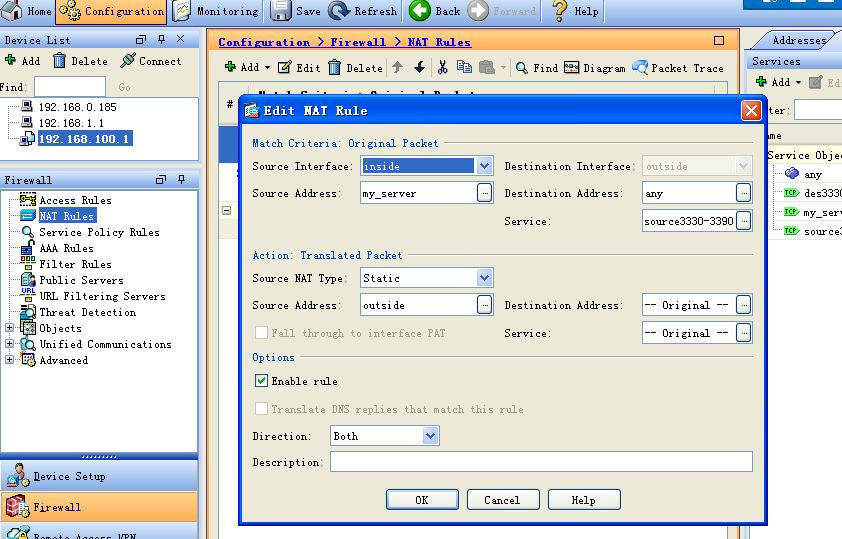 Home Configuration Monitoring Save Refresh Back Forward Help
Device List
Add Delete Connect
Find: Go
192.168.0.185
192.168.1.1
192.168.100.1
Firewall
Access Rules
NAT Rules
Service Policy Rules
AAA Rules
Filter Rules
Public Servers
URL Filtering Servers
Threat Detection
Objects
Unified Communications
Advanced
Device Setup
Firewall
Remote Access VPN
Configuration > Firewall > NAT Rules
Add Edit Delete Find Diagram Packet Trace
#
Edit NAT Rule
Match Criteria: Original Packet
Source Interface: inside Destination Interface: outside
Source Address: my_server ... Destination Address: any ...
Service: source3330-3390 ...
Action: Translated Packet
Source NAT Type: Static
Source Address: outside ... Destination Address: -- Original -- ...
Fall through to interface PAT Service: -- Original -- ...
Options
Enable rule
Translate DNS replies that match this rule
Direction: Both
Description:
OK Cancel Help
Addresses
Services
Add
any
TCP des3330
TCP my_serv
TCP source3